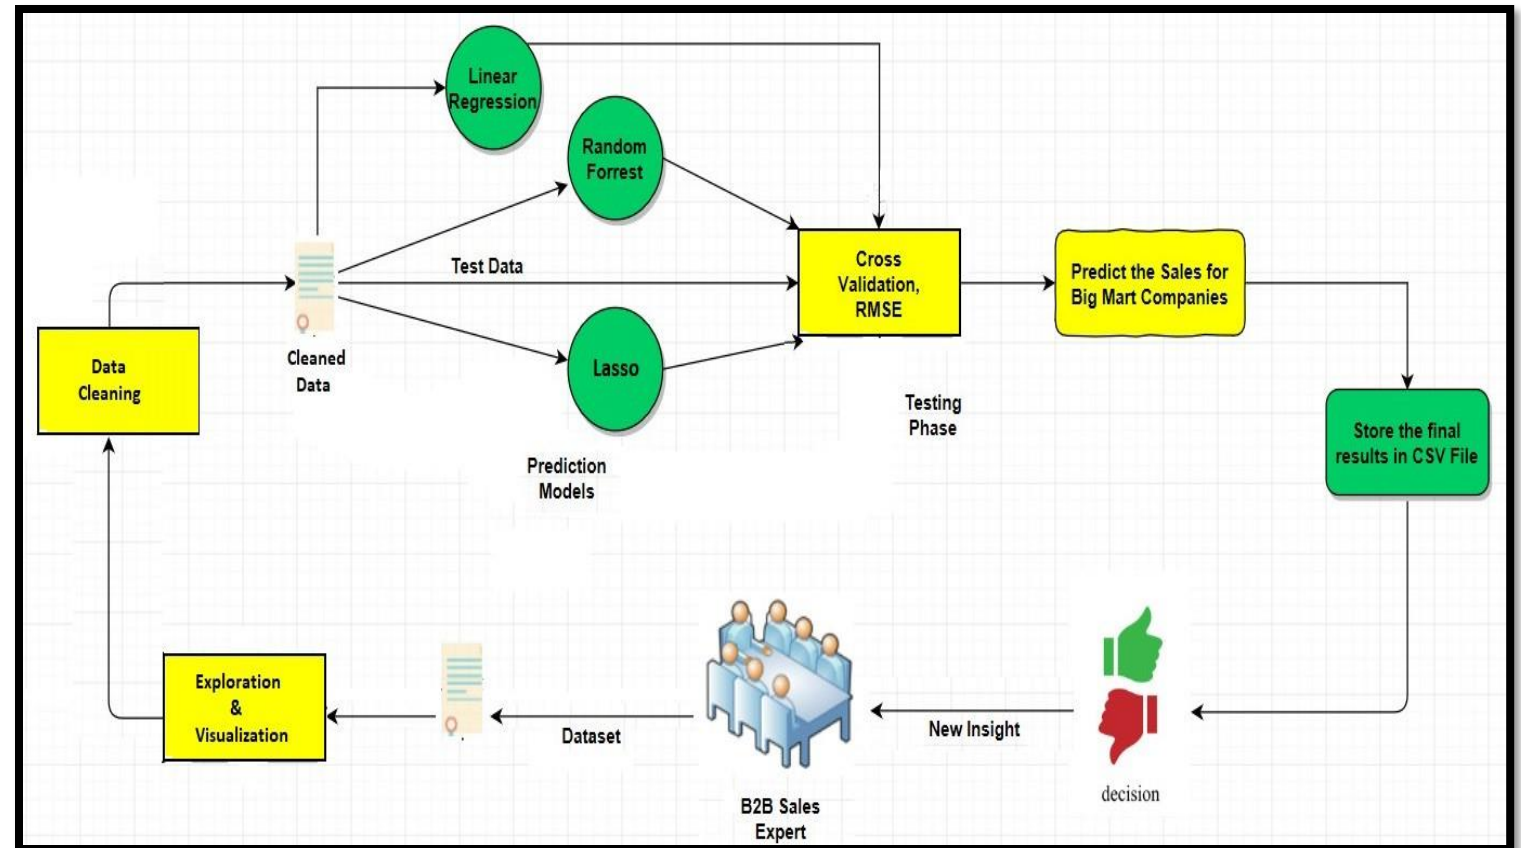 Linear
Regression
Random
Forrest
Test Data
Cross
Validation,
RMSE
Predict the Sales for
Big Mart Companies
Data
Cleaning
Cleaned
Data
Lasso
Testing
Phase
Store the final
results in CSV File
Prediction
Models
Exploration
&
Visualization
Dataset
B2B Sales
Expert
New Insight
decision